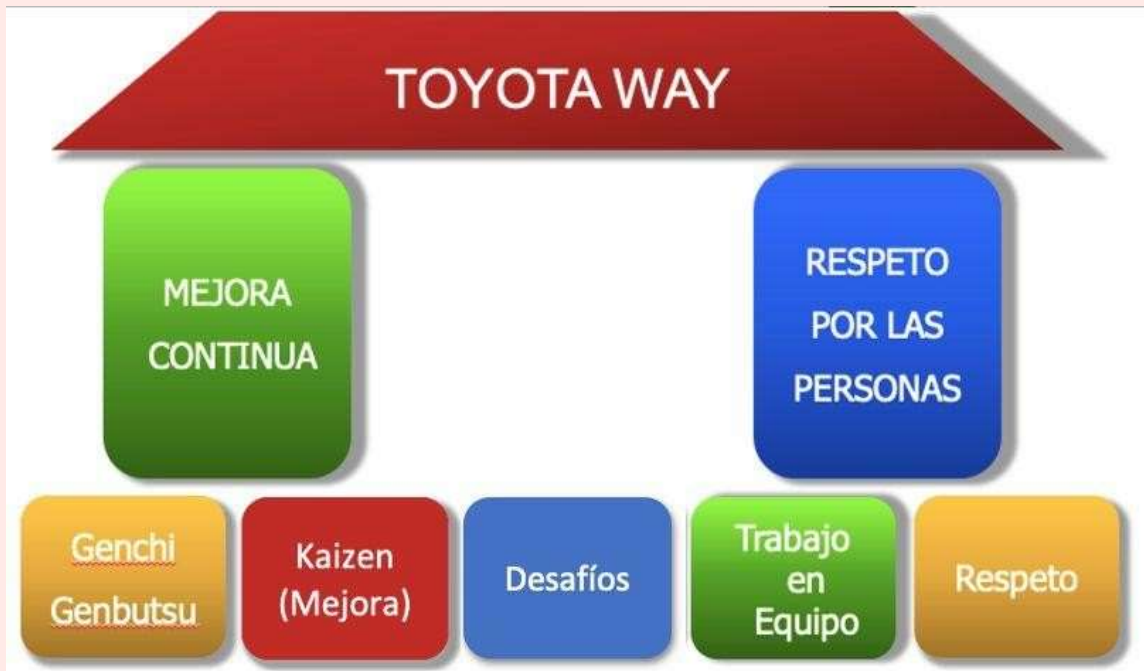 TOYOTA WAY
MEJORA
CONTINUA
RESPETO
POR LAS
PERSONAS
Genchi
Genbutsu
Kaizen
(Mejora)
Desafíos
Trabajo
en
Equipo
Respeto